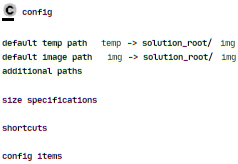 C config
default temp path temp -> solution_root/ img
default image path img -> solution_root/ img
additional paths
size specifications
shortcuts
config items